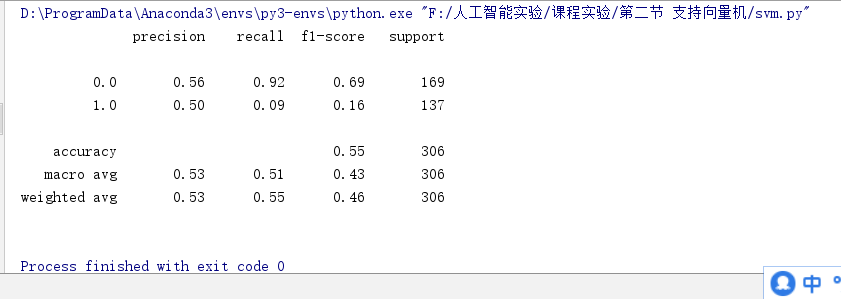 D:\ProgramData\Anaconda3\envs\py3-envs\python.exe "F:/人工智能实验/课程实验/第二节 支持向量机/svm.py"
precision recall f1-score support
0.0 0.56 0.92 0.69 169
1.0 0.50 0.09 0.16 137
accuracy 0.55 306
macro avg 0.53 0.51 0.43 306
weighted avg 0.53 0.55 0.46 306
Process finished with exit code 0
中